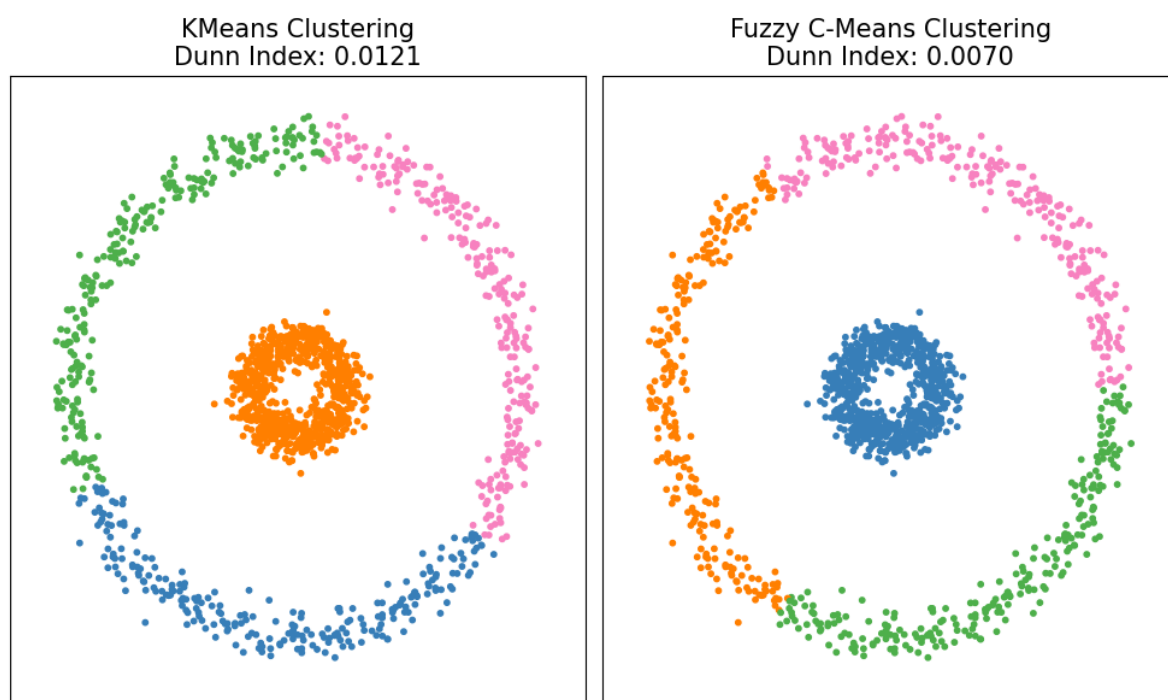 KMeans Clustering
Dunn Index: 0.0121
Fuzzy C-Means Clustering
Dunn Index: 0.0070